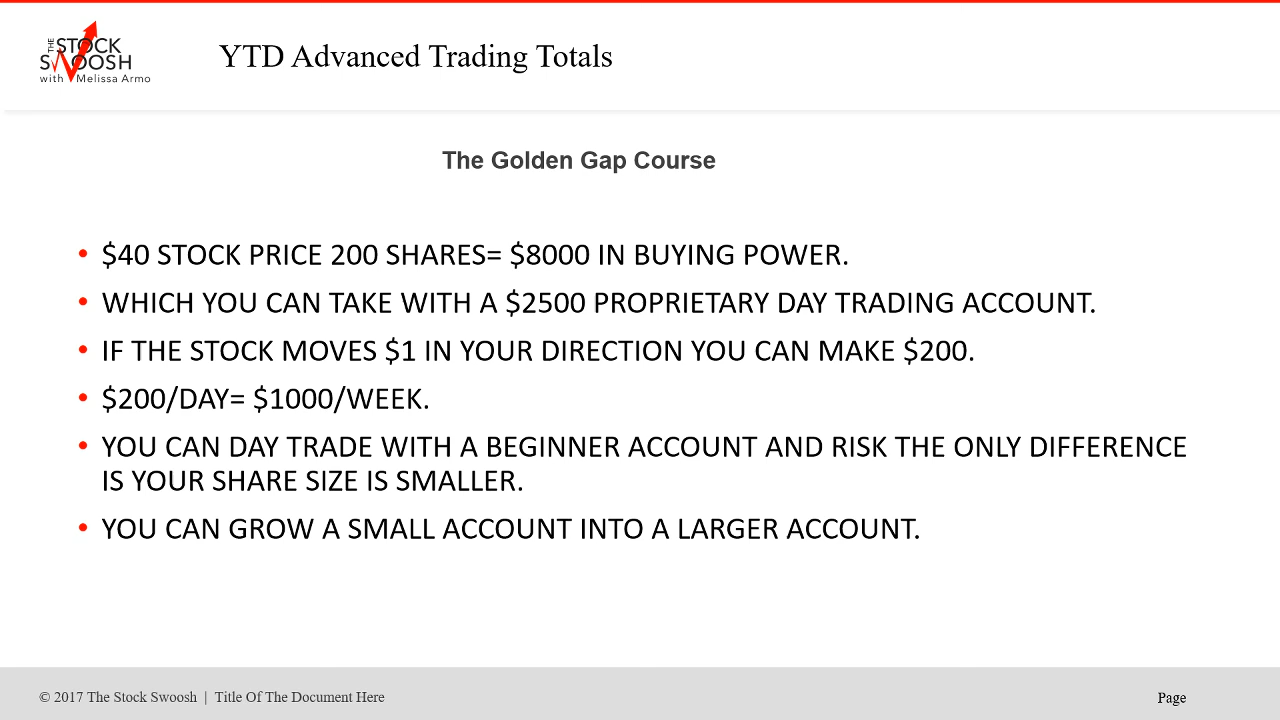 THE STOCK
SWOOSH
with Melissa Armo
YTD Advanced Trading Totals
The Golden Gap Course
• $40 STOCK PRICE 200 SHARES= $8000 IN BUYING POWER.
• WHICH YOU CAN TAKE WITH A $2500 PROPRIETARY DAY TRADING ACCOUNT.
• IF THE STOCK MOVES $1 IN YOUR DIRECTION YOU CAN MAKE $200.
• $200/DAY= $1000/WEEK.
• YOU CAN DAY TRADE WITH A BEGINNER ACCOUNT AND RISK THE ONLY DIFFERENCE
IS YOUR SHARE SIZE IS SMALLER.
• YOU CAN GROW A SMALL ACCOUNT INTO A LARGER ACCOUNT.
© 2017 The Stock Swoosh | Title Of The Document Here
Page